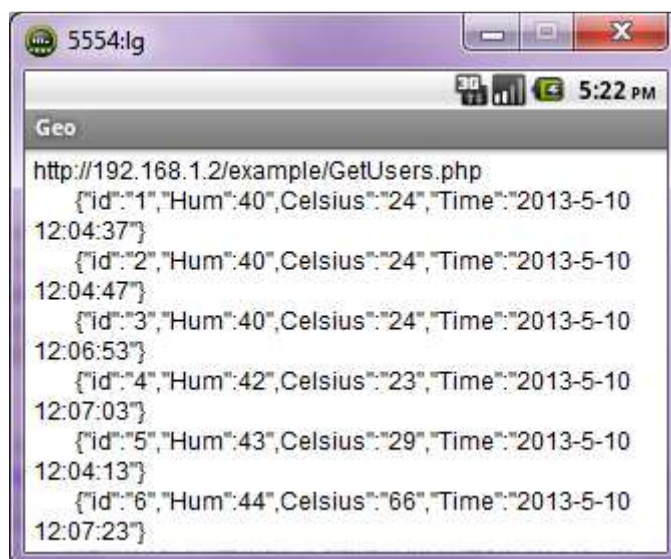 5554:lg
3G 5:22 PM
Geo
http://192.168.1.2/example/GetUsers.php
{"id":"1","Hum":40",Celsius":"24","Time":"2013-5-10
12:04:37"}
{"id":"2","Hum":40",Celsius":"24","Time":"2013-5-10
12:04:47"}
{"id":"3","Hum":40",Celsius":"24","Time":"2013-5-10
12:06:53"}
{"id":"4","Hum":42",Celsius":"23","Time":"2013-5-10
12:07:03"}
{"id":"5","Hum":43",Celsius":"29","Time":"2013-5-10
12:04:13"}
{"id":"6","Hum":44",Celsius":"66","Time":"2013-5-10
12:07:23"}